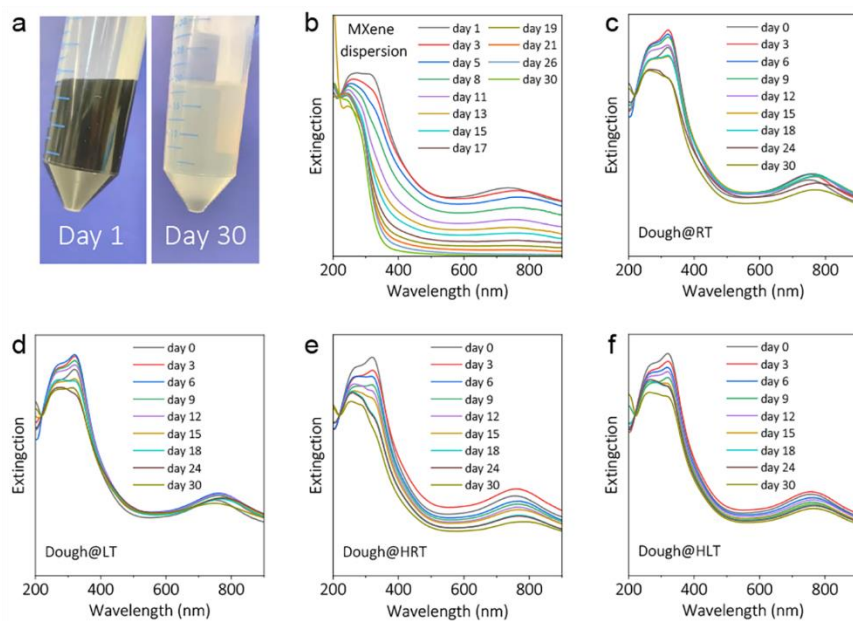 a
Day 1
Day 30
b
MXene
dispersion
day 1
day 3
day 5
day 8
day 11
day 13
day 15
day 17
day 19
day 21
day 26
day 30
Extingction
200 400 600 800
Wavelength (nm)
c
day 0
day 3
day 6
day 9
day 12
day 15
day 18
day 24
day 30
Extingction
Dough@RT
200 400 600 800
Wavelength (nm)
d
day 0
day 3
day 6
day 9
day 12
day 15
day 18
day 24
day 30
Extingction
Dough@LT
200 400 600 800
Wavelength (nm)
e
day 0
day 3
day 6
day 9
day 12
day 15
day 18
day 24
day 30
Extingction
Dough@HRT
200 400 600 800
Wavelength (nm)
f
day 0
day 3
day 6
day 9
day 12
day 15
day 18
day 24
day 30
Extingction
Dough@HLT
200 400 600 800
Wavelength (nm)